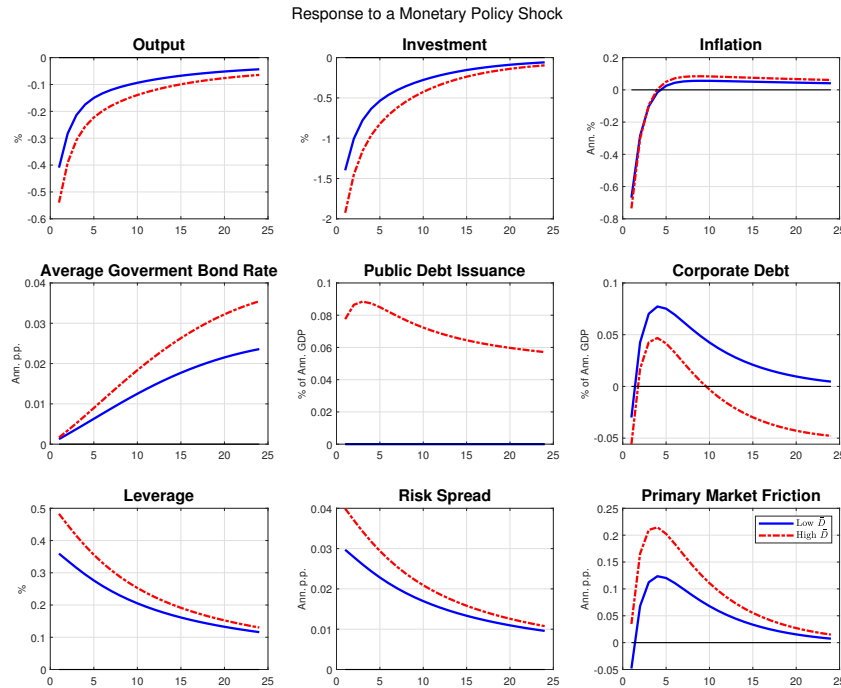 Response to a Monetary Policy Shock
Output
Investment
Inflation
0
-0.1
-0.2
-0.3
-0.4
-0.5
-0.6
%
0 5 10 15 20 25
0
-0.5
-1
-1.5
-2
%
0 5 10 15 20 25
0.2
0
-0.2
-0.4
-0.6
-0.8
Ann. %
0 5 10 15 20 25
Average Goverment Bond Rate
Public Debt Issuance
Corporate Debt
0.04
0.03
0.02
0.01
0
Ann. p.p.
0 5 10 15 20 25
0.1
0.08
0.06
0.04
0.02
0
% of Ann. GDP
0 5 10 15 20 25
0.1
0.05
0
-0.05
% of Ann. GDP
0 5 10 15 20 25
Leverage
Risk Spread
Primary Market Friction
0.5
0.4
0.3
0.2
0.1
0
%
0 5 10 15 20 25
0.04
0.03
0.02
0.01
0
Ann. p.p.
0 5 10 15 20 25
0.25
0.2
0.15
0.1
0.05
0
-0.05
Ann. p.p.
0 5 10 15 20 25
Low D̄
High D̄